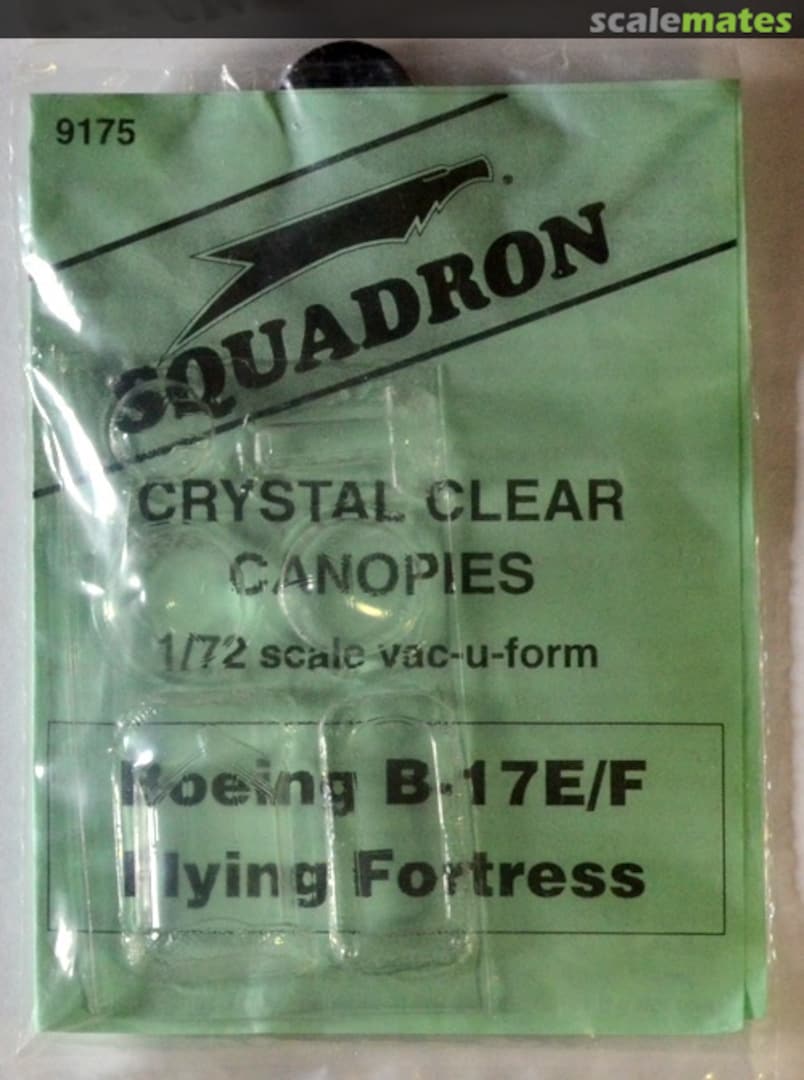 scalemates
9175
SQUADRON
CRYSTAL CLEAR
CANOPIES
1/72 scale vac-u-form
Boeing B-17E/F
Flying Fortress